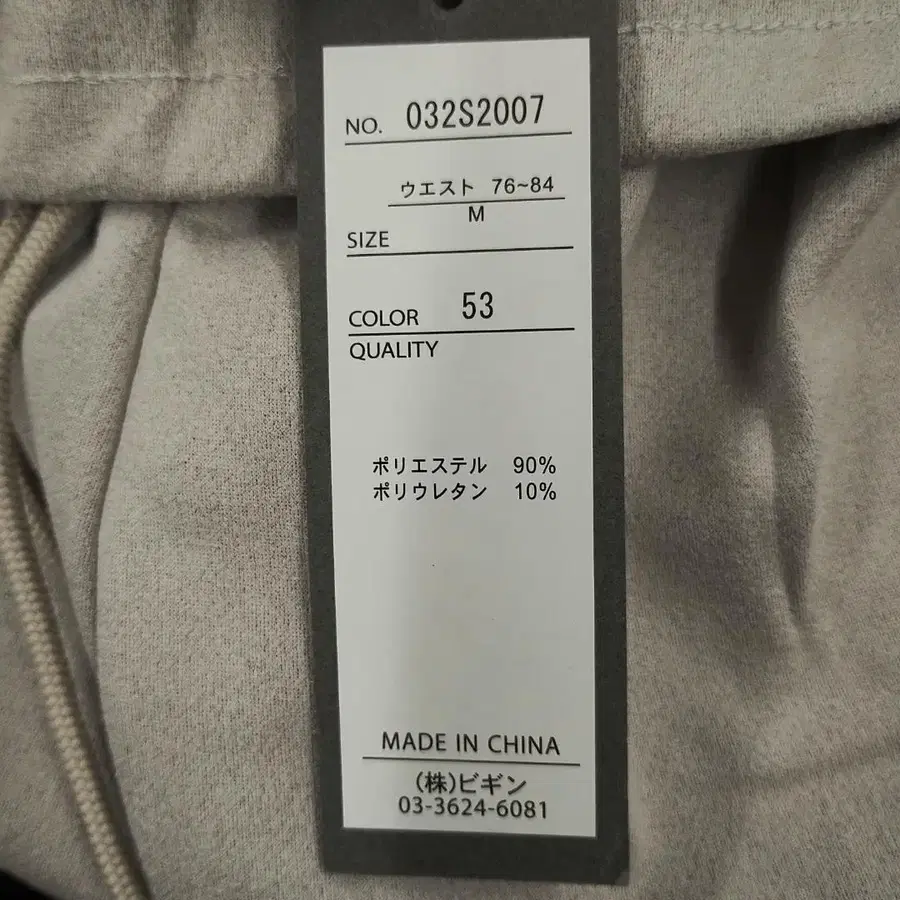 NO. 032S2007
ウエスト 76~84
M
SIZE
COLOR 53
QUALITY
ポリエステル 90%
ポリウレタン 10%
MADE IN CHINA
(株)ビギン
03-3624-6081